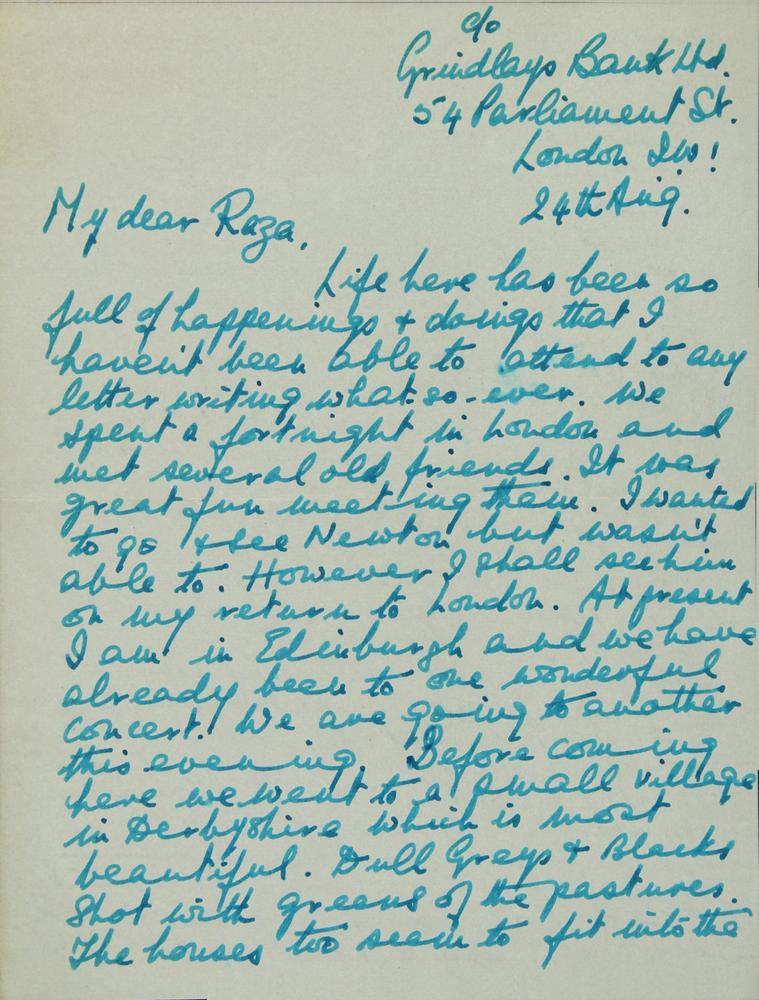 c/o
Grindlays Bank Ltd.
54 Parliament St.
London S.W!
24th Aug.
My dear Raza,
Life here has been so
full of happenings & doings that I
haven't been able to attend to any
letter writing what-so-ever. We
spent a fortnight in London and
met several old friends. It was
great fun meeting them. I wanted
to go & see Newton but wasn't
able to. However I shall see him
on my return to London. At present
I am in Edinburgh and we have
already been to one wonderful
concert. We are going to another
this evening. Before coming
here we went to a small village
in Derbyshire which is most
beautiful. Dull Greys & Blacks
shot with greens of the pastures.
The houses too seem to fit into the